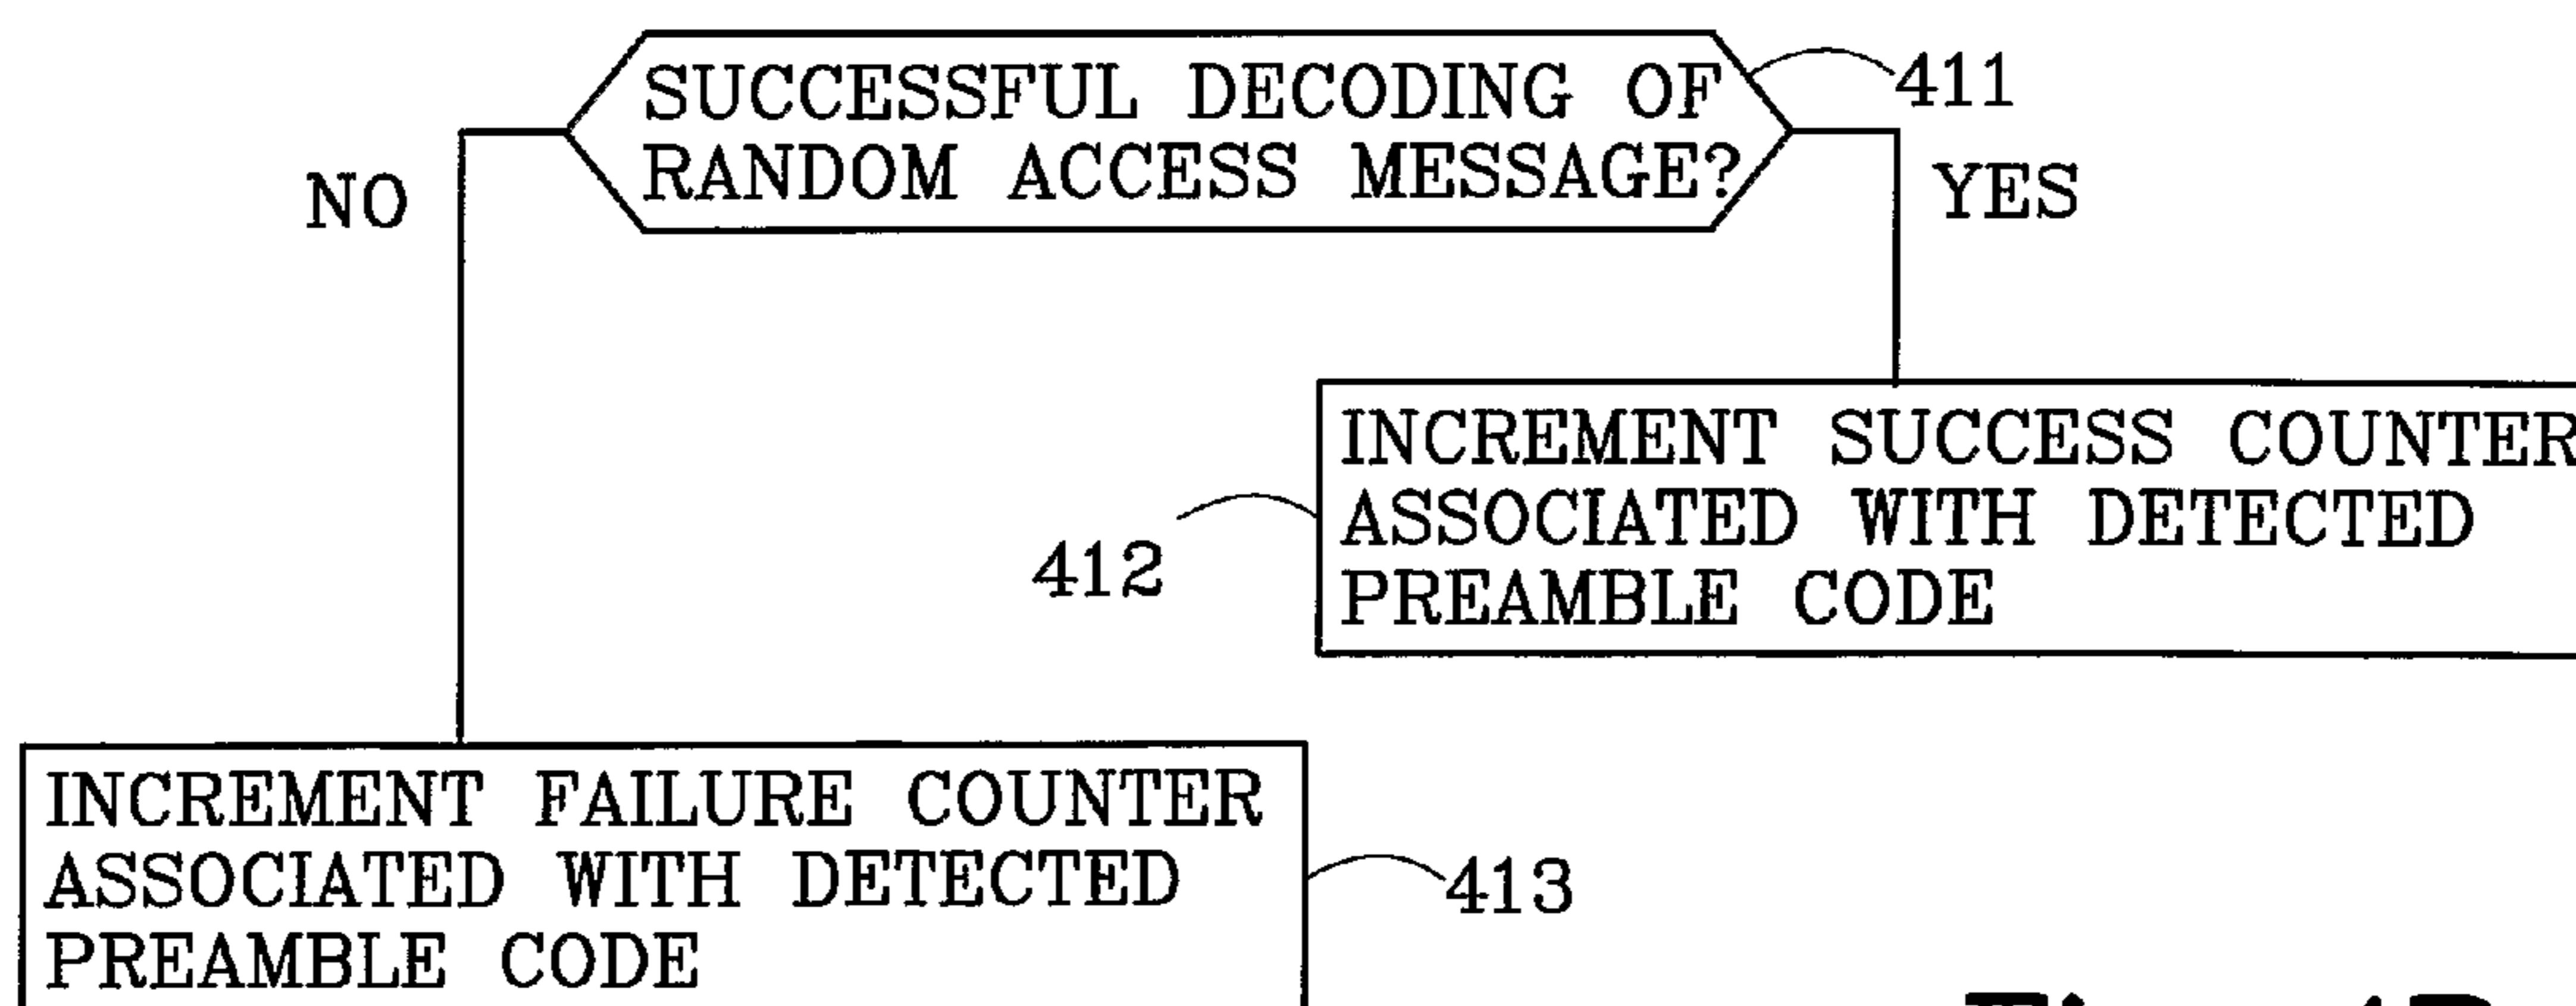 SUCCESSFUL DECODING OF
RANDOM ACCESS MESSAGE?
411
NO
YES
INCREMENT SUCCESS COUNTER
ASSOCIATED WITH DETECTED
PREAMBLE CODE
412
INCREMENT FAILURE COUNTER
ASSOCIATED WITH DETECTED
PREAMBLE CODE
413